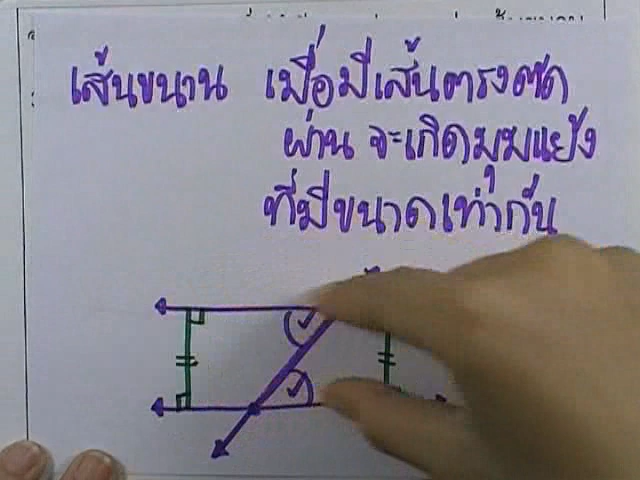 เส้นขนาน เมื่อมีเส้นตรงตัด
ผ่าน จะเกิดมุมแย้ง
ที่มีขนาดเท่ากัน